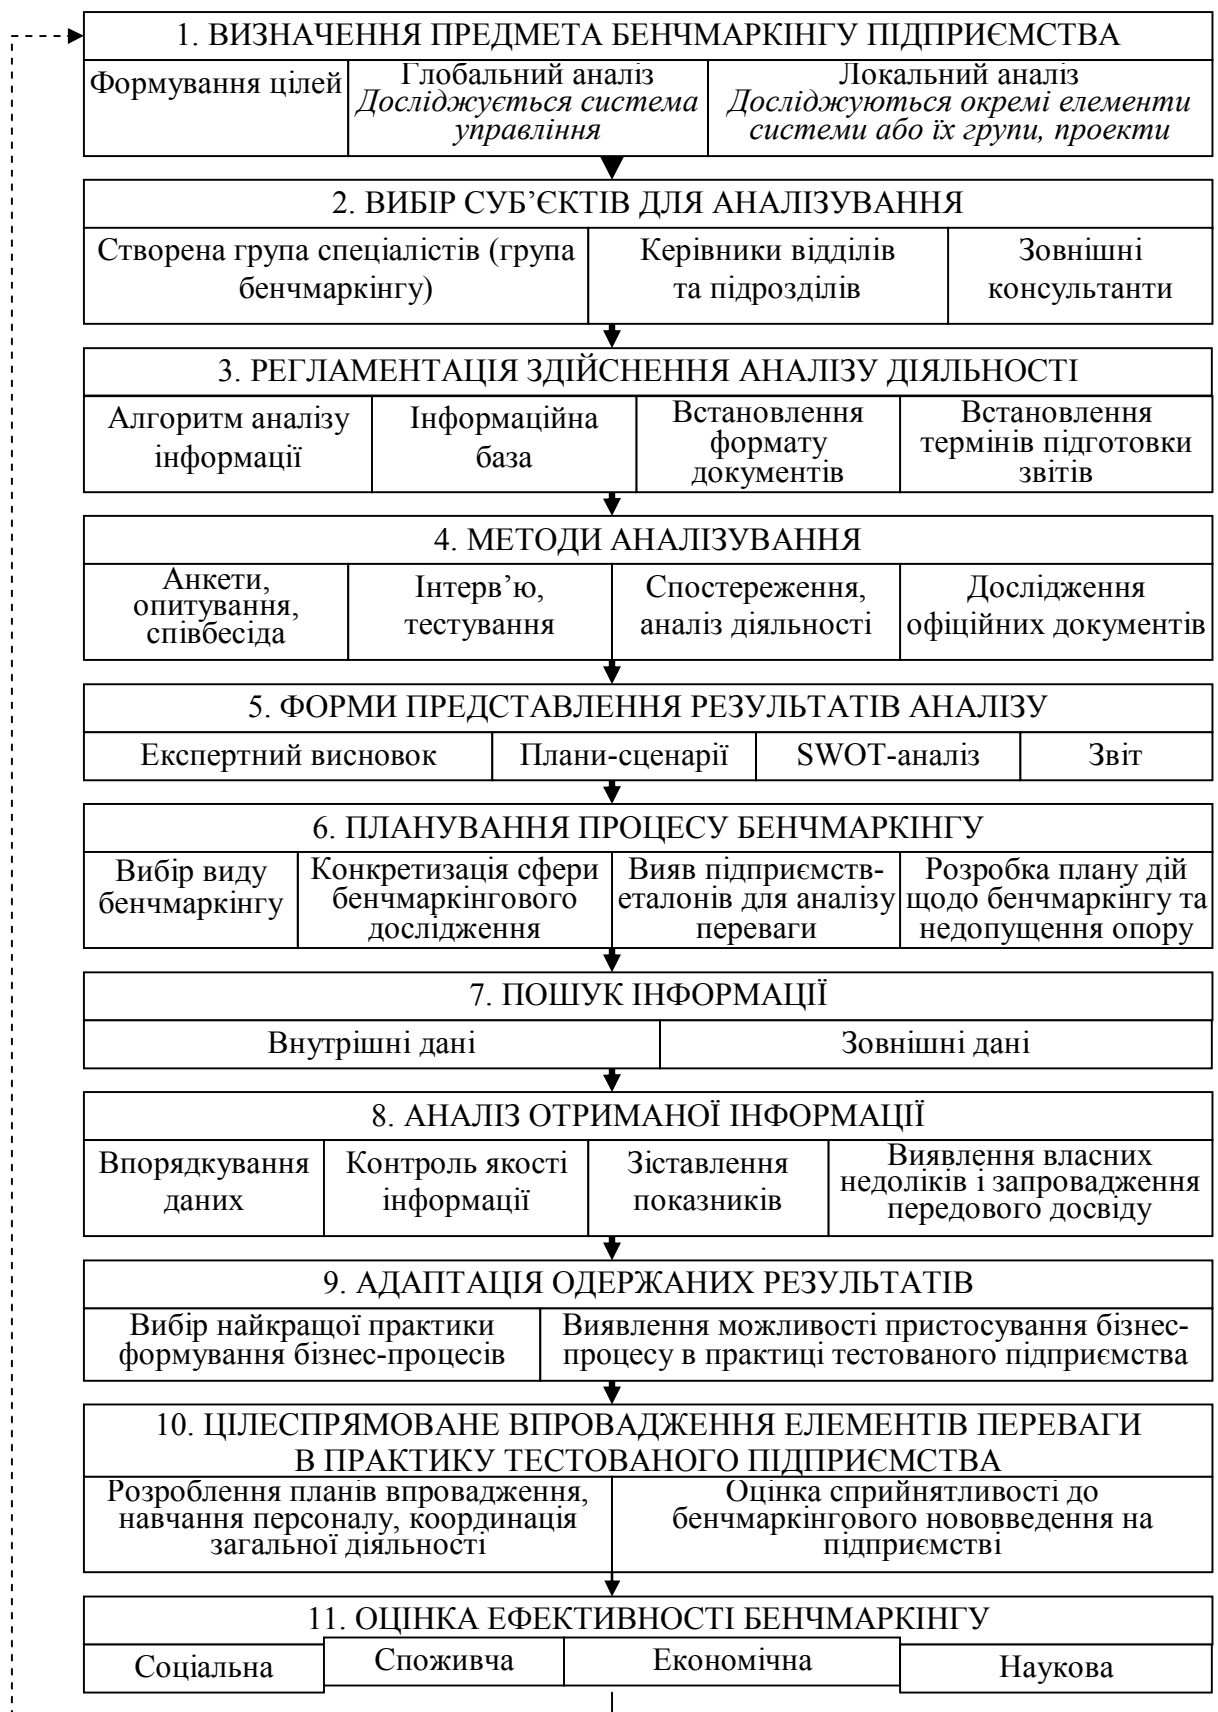 1. ВИЗНАЧЕННЯ ПРЕДМЕТА БЕНЧМАРКІНГУ ПІДПРИЄМСТВА
Формування цілей
Глобальний аналіз
Досліджується система
управління
Локальний аналіз
Досліджуються окремі елементи
системи або їх групи, проекти
2. ВИБІР СУБ’ЄКТІВ ДЛЯ АНАЛІЗУВАННЯ
Створена група спеціалістів (група
бенчмаркінгу)
Керівники відділів
та підрозділів
Зовнішні
консультанти
3. РЕГЛАМЕНТАЦІЯ ЗДІЙСНЕННЯ АНАЛІЗУ ДІЯЛЬНОСТІ
Алгоритм аналізу
інформації
Інформаційна
база
Встановлення
формату
документів
Встановлення
термінів підготовки
звітів
4. МЕТОДИ АНАЛІЗУВАННЯ
Анкети,
опитування,
співбесіда
Інтерв’ю,
тестування
Спостереження,
аналіз діяльності
Дослідження
офіційних документів
5. ФОРМИ ПРЕДСТАВЛЕННЯ РЕЗУЛЬТАТІВ АНАЛІЗУ
Експертний висновок
Плани-сценарії
SWOT-аналіз
Звіт
6. ПЛАНУВАННЯ ПРОЦЕСУ БЕНЧМАРКІНГУ
Вибір виду
бенчмаркінгу
Конкретизація сфери
бенчмаркінгового
дослідження
Вияв підприємств-
еталонів для аналізу
переваги
Розробка плану дій
щодо бенчмаркінгу та
недопущення опору
7. ПОШУК ІНФОРМАЦІЇ
Внутрішні дані
Зовнішні дані
8. АНАЛІЗ ОТРИМАНОЇ ІНФОРМАЦІЇ
Впорядкування
даних
Контроль якості
інформації
Зіставлення
показників
Виявлення власних
недоліків і запровадження
передового досвіду
9. АДАПТАЦІЯ ОДЕРЖАНИХ РЕЗУЛЬТАТІВ
Вибір найкращої практики
формування бізнес-процесів
Виявлення можливості пристосування бізнес-
процесу в практиці тестованого підприємства
10. ЦІЛЕСПРЯМОВАНЕ ВПРОВАДЖЕННЯ ЕЛЕМЕНТІВ ПЕРЕВАГИ
В ПРАКТИКУ ТЕСТОВАНОГО ПІДПРИЄМСТВА
Розроблення планів впровадження,
навчання персоналу, координація
загальної діяльності
Оцінка сприйнятливості до
бенчмаркінгового нововведення на
підприємстві
11. ОЦІНКА ЕФЕКТИВНОСТІ БЕНЧМАРКІНГУ
Соціальна
Споживча
Економічна
Наукова